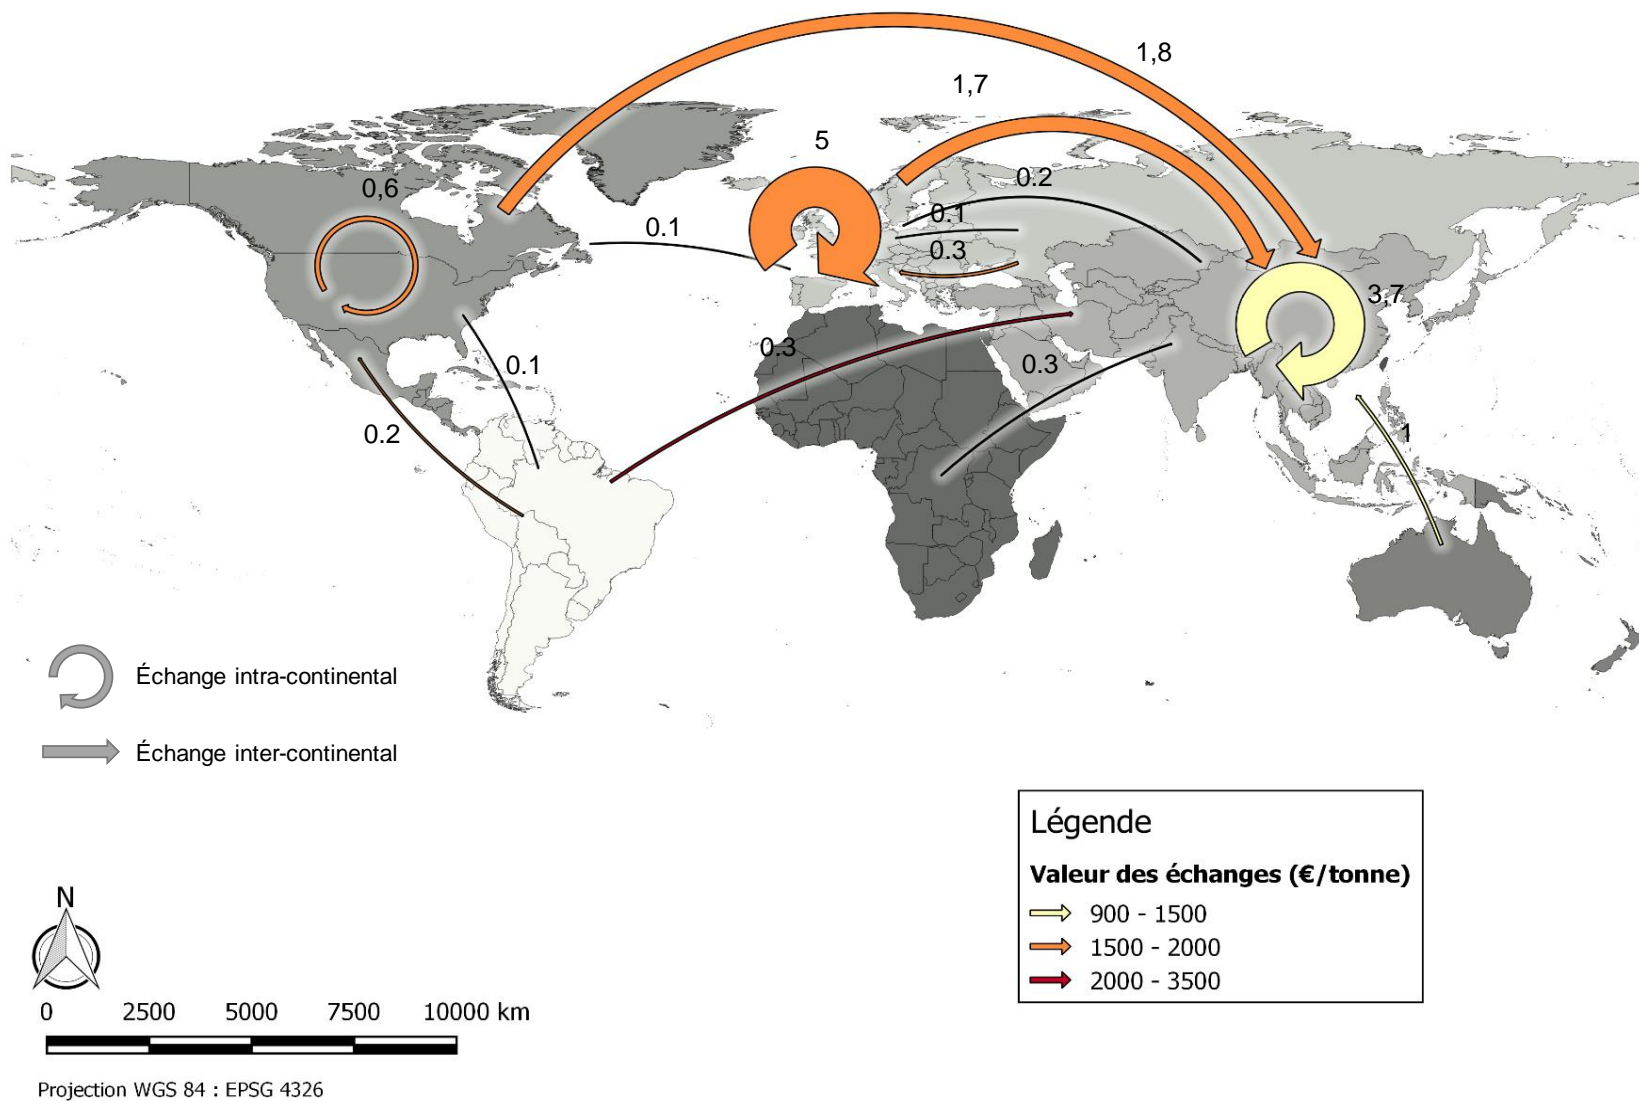 1,8
1,7
5
0,6
0.2
0.1
0.1
0.3
3,7
0.3
0.3
0.1
0.2
1
Échange intra-continental
Échange inter-continental
Légende
Valeur des échanges (€/tonne)
900 - 1500
1500 - 2000
2000 - 3500
N
0 2500 5000 7500 10000 km
Projection WGS 84 : EPSG 4326